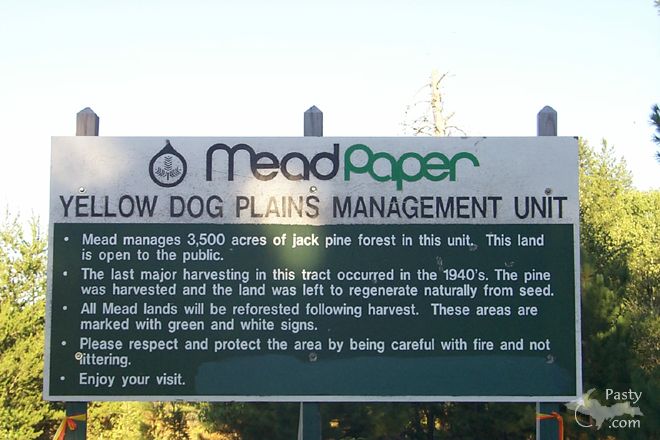 Mead Paper
YELLOW DOG PLAINS MANAGEMENT UNIT
• Mead manages 3,500 acres of jack pine forest in this unit. This land
is open to the public.
• The last major harvesting in this tract occurred in the 1940's. The pine
was harvested and the land was left to regenerate naturally from seed.
• All Mead lands will be reforested following harvest. These areas are
marked with green and white signs.
• Please respect and protect the area by being careful with fire and not
littering.
• Enjoy your visit.
Pasty
.com